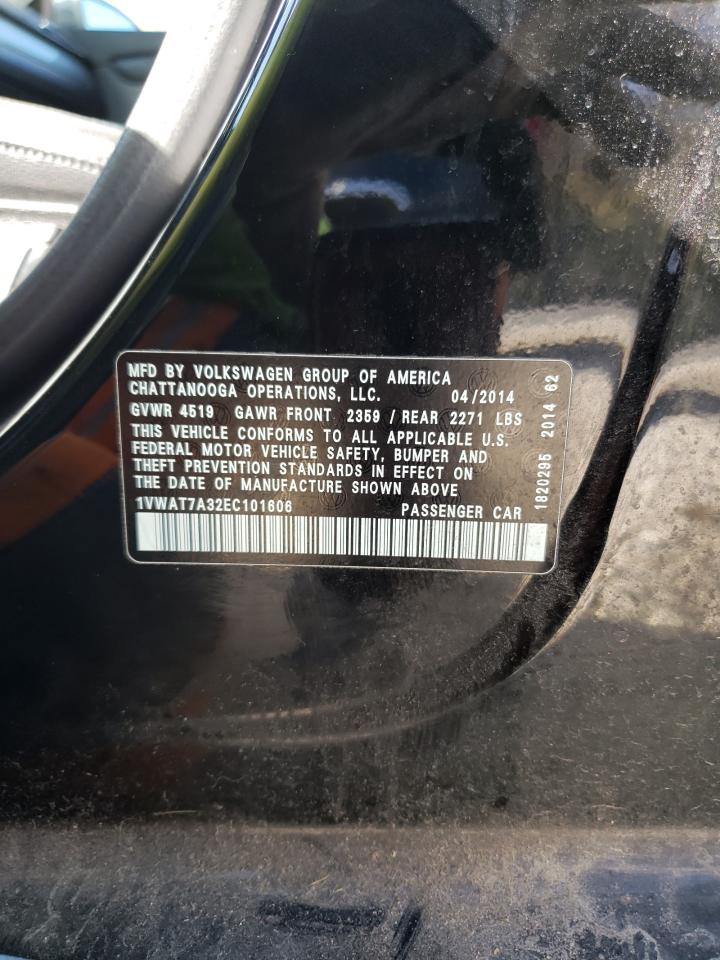 MFD BY VOLKSWAGEN GROUP OF AMERICA
CHATTANOOGA OPERATIONS, LLC. 04/2014
GVWR 4519 GAWR FRONT 2359 / REAR 2271 LBS
THIS VEHICLE CONFORMS TO ALL APPLICABLE U.S.
FEDERAL MOTOR VEHICLE SAFETY, BUMPER AND
THEFT PREVENTION STANDARDS IN EFFECT ON
THE DATE OF MANUFACTURE SHOWN ABOVE
1VWAT7A32EC101606 PASSENGER CAR
1820295 2014 62